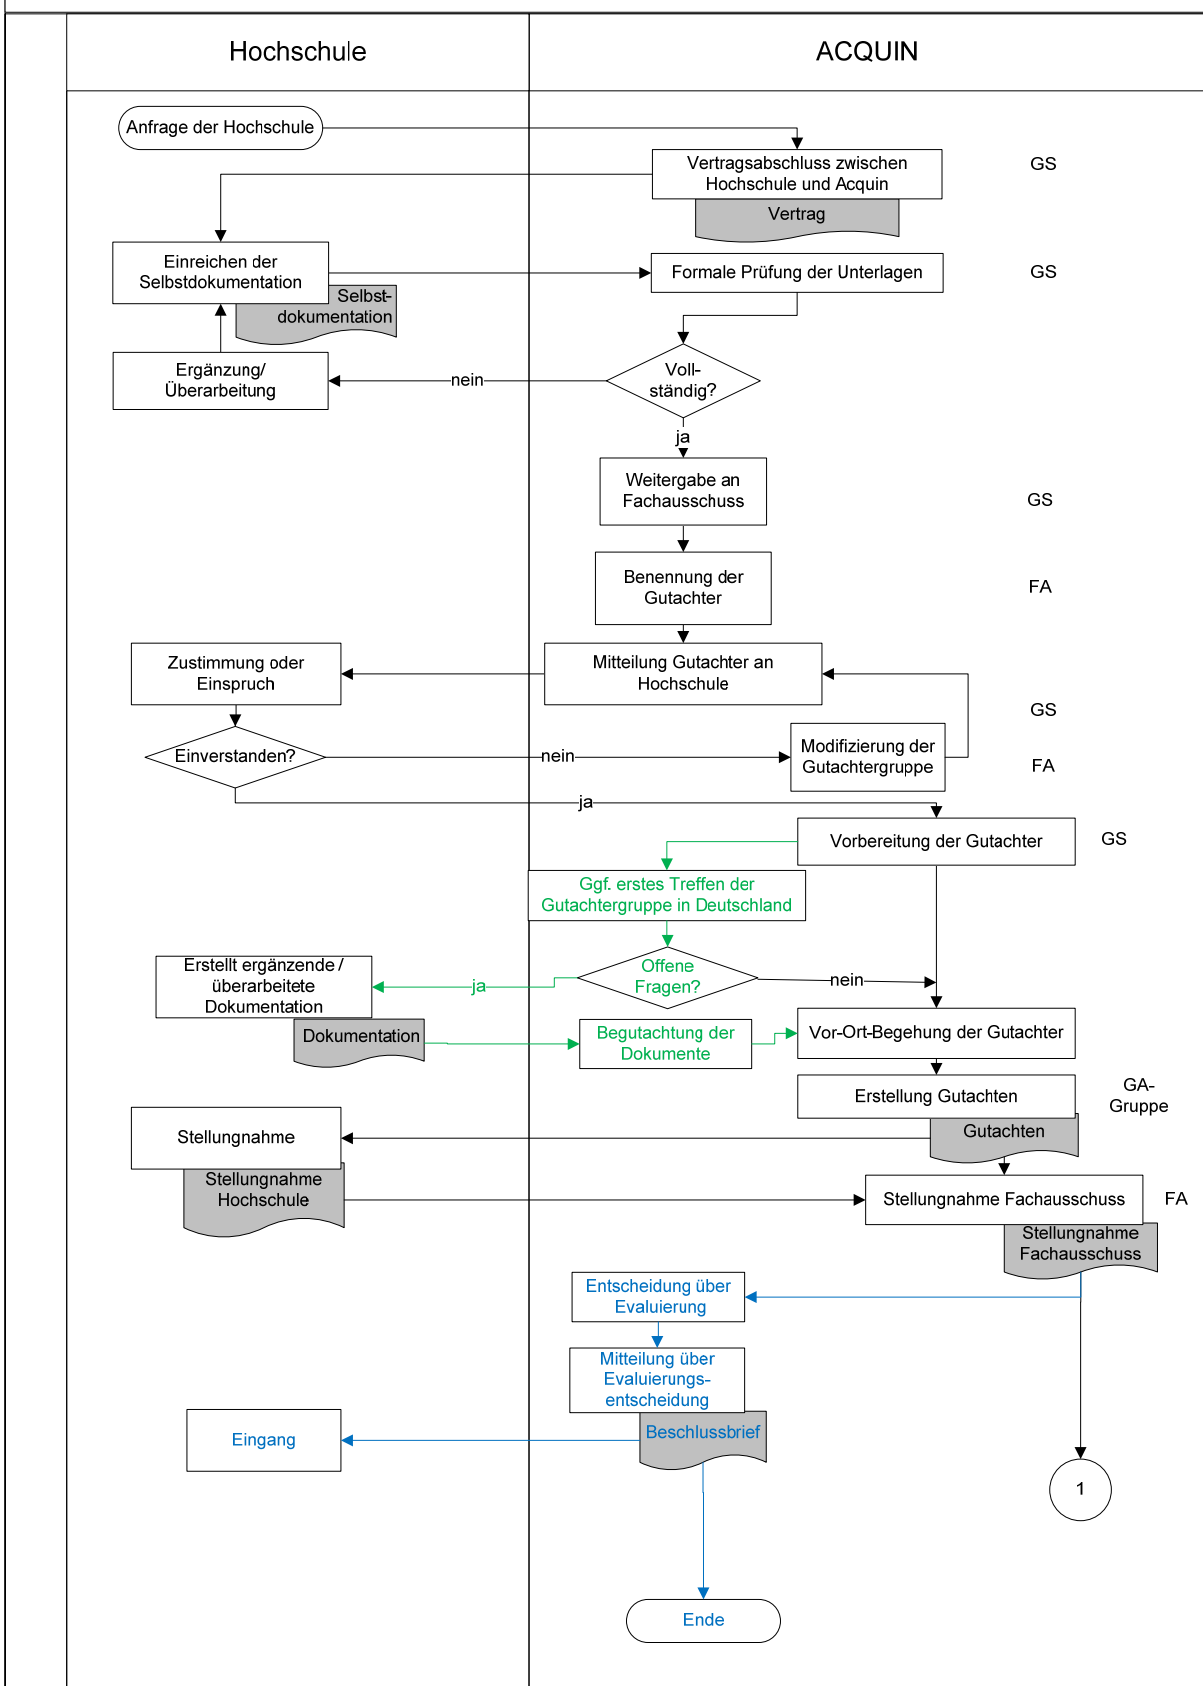 Hochschule
ACQUIN
Anfrage der Hochschule
Vertragsabschluss zwischen
Hochschule und Acquin
GS
Vertrag
Einreichen der
Selbstdokumentation
Formale Prüfung der Unterlagen
GS
Selbst-
dokumentation
Ergänzung/
Überarbeitung
nein
Voll-
ständig?
ja
Weitergabe an
Fachausschuss
GS
Benennung der
Gutachter
FA
Zustimmung oder
Einspruch
Mitteilung Gutachter an
Hochschule
GS
Einverstanden?
nein
Modifizierung der
Gutachtergruppe
FA
ja
Vorbereitung der Gutachter
GS
Ggf. erstes Treffen der
Gutachtergruppe in Deutschland
Erstellt ergänzende /
überarbeitete
Dokumentation
ja
Offene
Fragen?
nein
Dokumentation
Begutachtung der
Dokumente
Vor-Ort-Begehung der Gutachter
Erstellung Gutachten
GA-
Gruppe
Stellungnahme
Gutachten
Stellungnahme
Hochschule
Stellungnahme Fachausschuss
FA
Stellungnahme
Fachausschuss
Entscheidung über
Evaluierung
Mitteilung über
Evaluierungs-
entscheidung
Eingang
Beschlussbrief
1
Ende